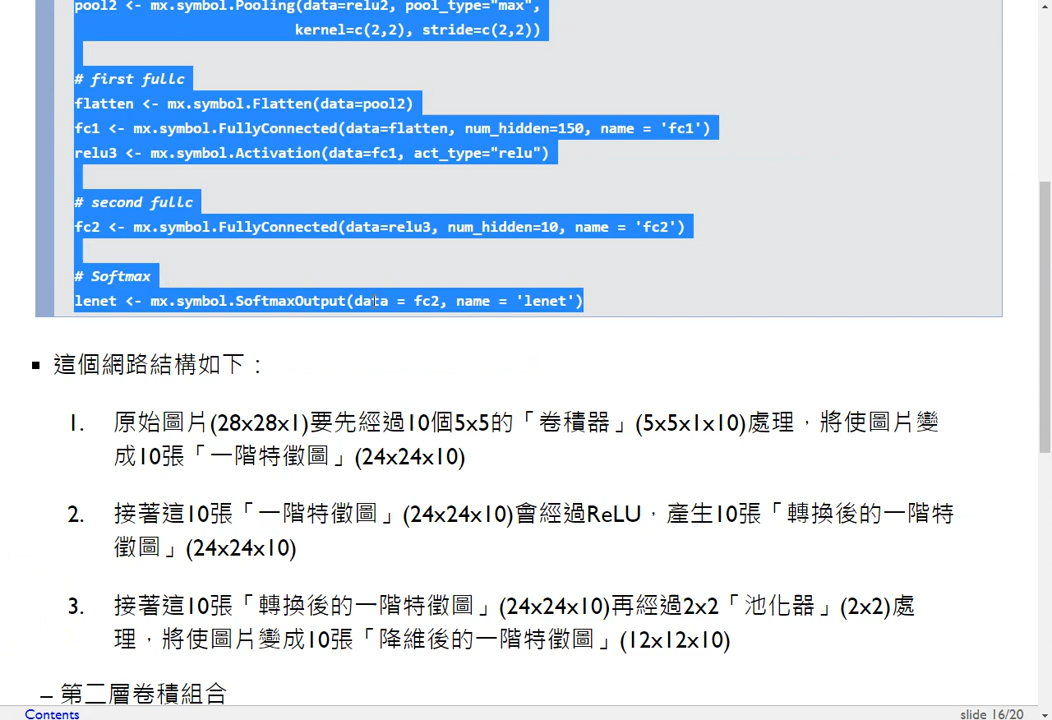 pool2 <- mx.symbol.Pooling(data=relu2, pool_type="max",
kernel=c(2,2), stride=c(2,2))
# first fullc
flatten <- mx.symbol.Flatten(data=pool2)
fc1 <- mx.symbol.FullyConnected(data=flatten, num_hidden=150, name = 'fc1')
relu3 <- mx.symbol.Activation(data=fc1, act_type="relu")
# second fullc
fc2 <- mx.symbol.FullyConnected(data=relu3, num_hidden=10, name = 'fc2')
# Softmax
lenet <- mx.symbol.SoftmaxOutput(data = fc2, name = 'lenet')
▪ 這個網路結構如下：
1. 原始圖片(28x28x1)要先經過10個5x5的「卷積器」(5x5x1x10)處理，將使圖片變
成10張「一階特徵圖」(24x24x10)
2. 接著這10張「一階特徵圖」(24x24x10)會經過ReLU，產生10張「轉換後的一階特
徵圖」(24x24x10)
3. 接著這10張「轉換後的一階特徵圖」(24x24x10)再經過2x2「池化器」(2x2)處
理，將使圖片變成10張「降維後的一階特徵圖」(12x12x10)
– 第二層卷積組合
Contents
slide 16/20